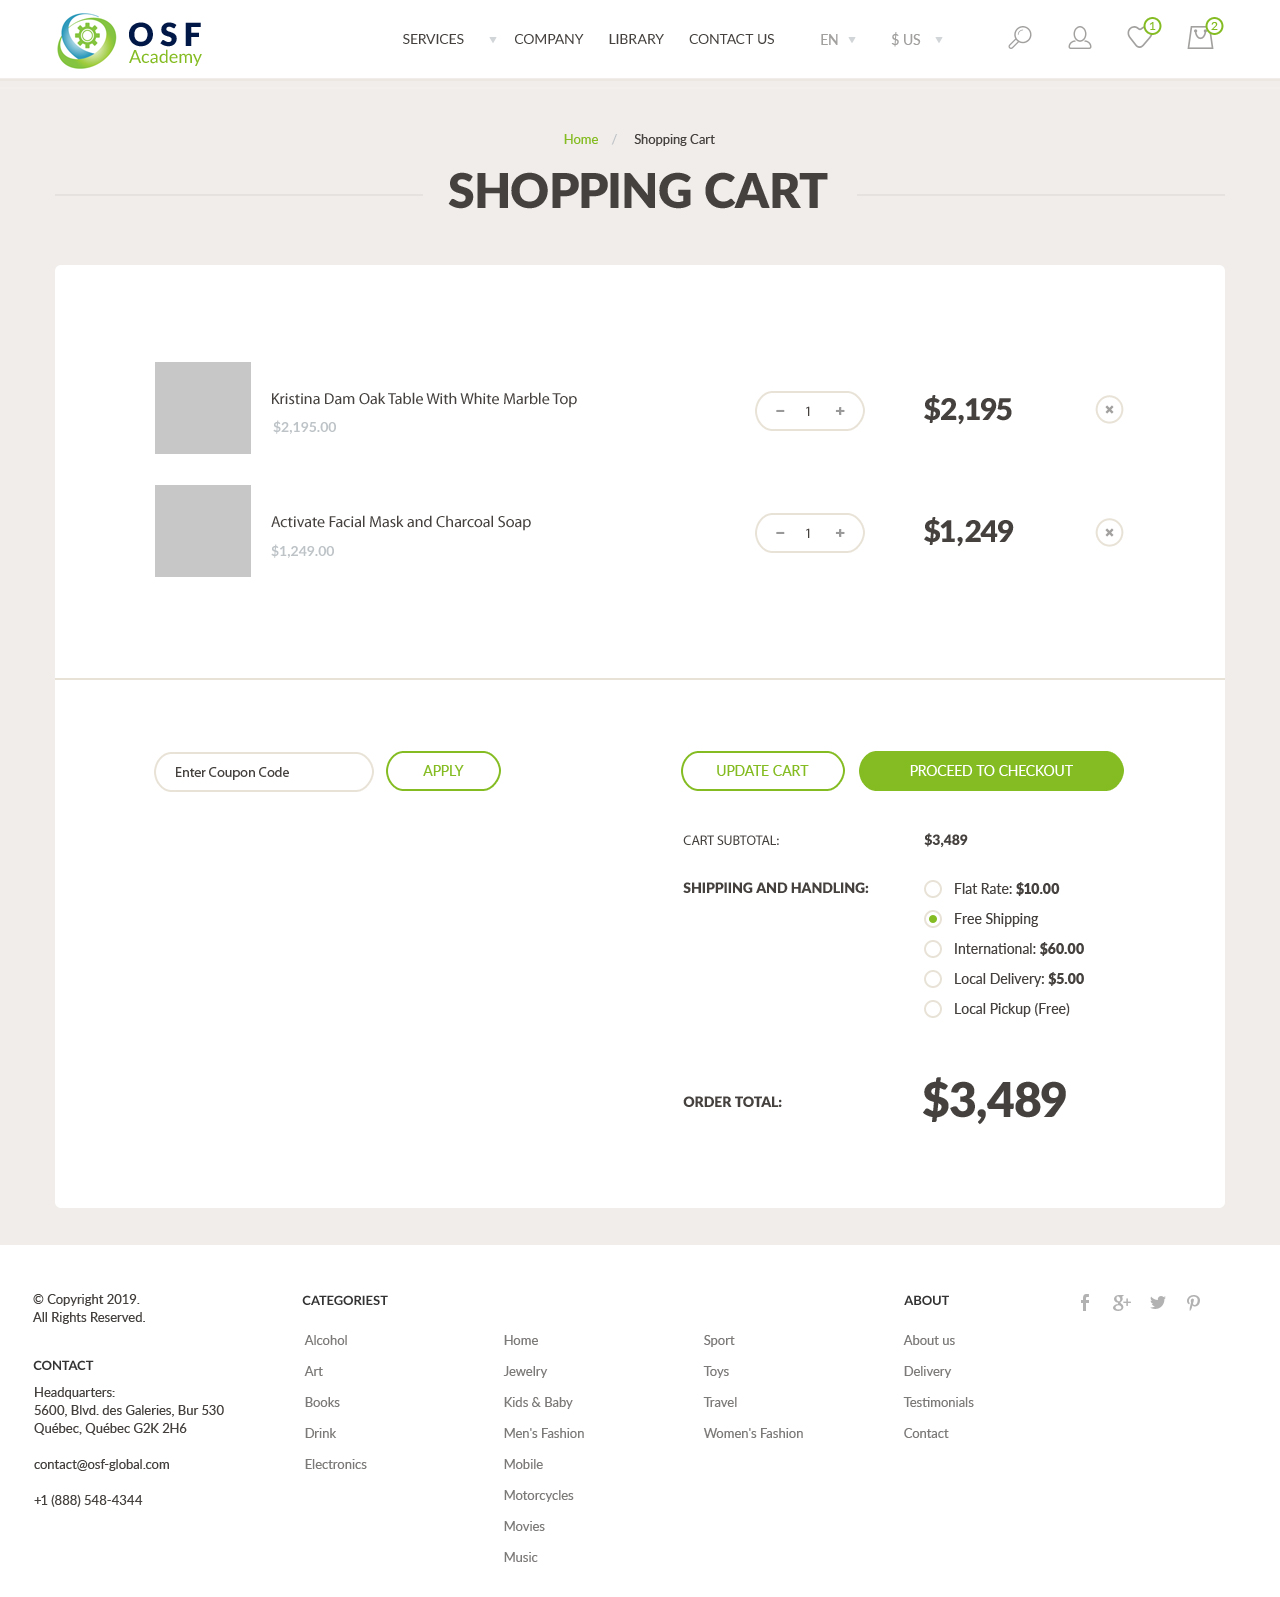 OSF
Academy
SERVICES COMPANY LIBRARY CONTACT US EN $ US 1 2
Home / Shopping Cart
SHOPPING CART
Kristina Dam Oak Table With White Marble Top
$2,195.00
− 1 + $2,195 ×
Activate Facial Mask and Charcoal Soap
$1,249.00
− 1 + $1,249 ×
Enter Coupon Code APPLY UPDATE CART PROCEED TO CHECKOUT
CART SUBTOTAL: $3,489
SHIPPIING AND HANDLING: Flat Rate: $10.00
Free Shipping
International: $60.00
Local Delivery: $5.00
Local Pickup (Free)
ORDER TOTAL: $3,489
© Copyright 2019.
All Rights Reserved.
CONTACT
Headquarters:
5600, Blvd. des Galeries, Bur 530
Québec, Québec G2K 2H6
contact@osf-global.com
+1 (888) 548-4344
CATEGORIEST
Alcohol
Art
Books
Drink
Electronics
Home
Jewelry
Kids & Baby
Men's Fashion
Mobile
Motorcycles
Movies
Music
Sport
Toys
Travel
Women's Fashion
ABOUT
About us
Delivery
Testimonials
Contact